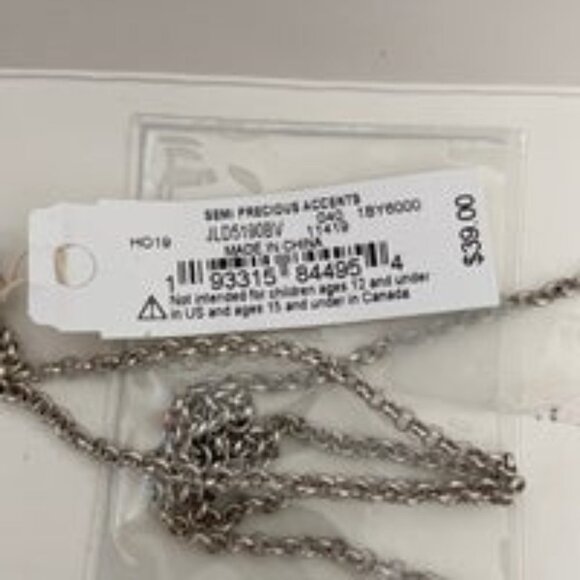 SEMI PRECIOUS ACCENTS
HO19 JLD5190BV 040 1BY6000
11419
MADE IN CHINA
1 93315 84495 4
Not intended for children ages 12 and under
in US and ages 15 and under in Canada
$39.00